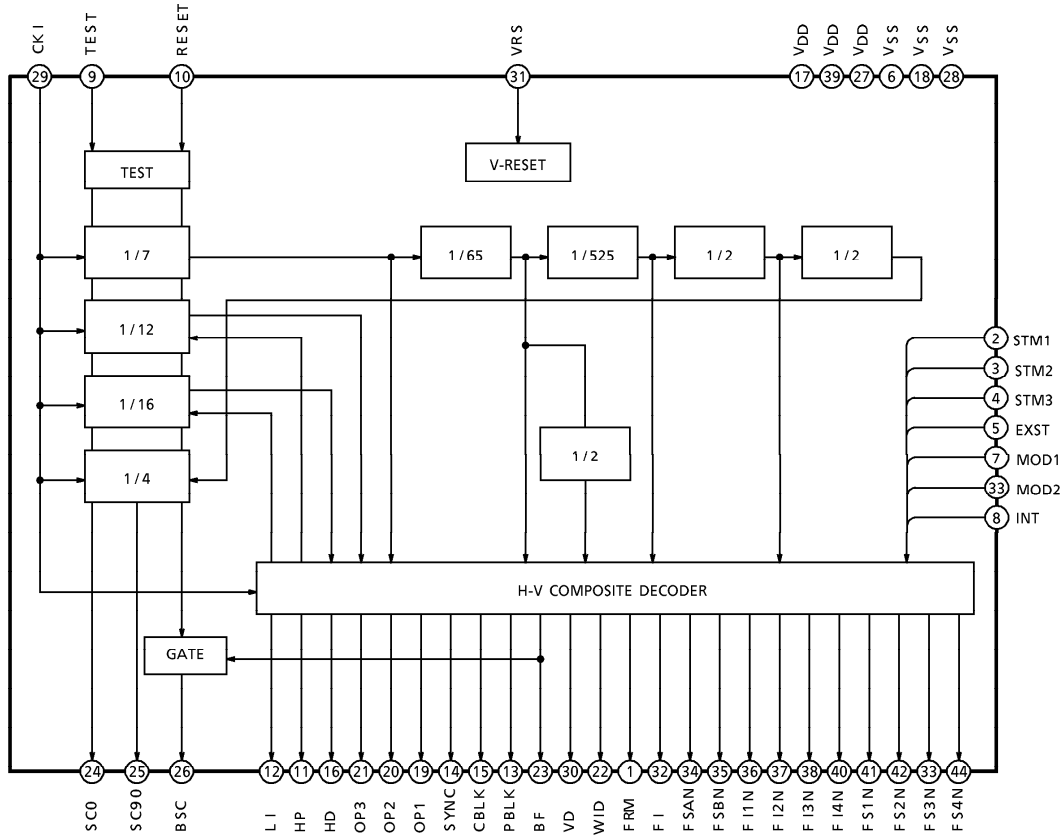 CKI
TEST
RESET
VRS
VDD
VDD
VDD
VSS
VSS
VSS
29
9
10
31
17
39
27
6
18
28
TEST
V-RESET
1/7
1/65
1/525
1/2
1/2
1/12
2 STM1
3 STM2
1/16
4 STM3
5 EXST
1/4
1/2
7 MOD1
33 MOD2
8 INT
H-V COMPOSITE DECODER
GATE
24
25
26
12
11
16
21
20
19
14
15
13
23
30
22
1
32
34
35
36
37
38
40
41
42
33
44
SC0
SC90
BSC
LI
HP
HD
OP3
OP2
OP1
SYNC
CBLK
PBLK
BF
VD
WID
FRM
FI
FSAN
FSBN
FI1N
FI2N
FI3N
FI4N
FS1N
FS2N
FS3N
FS4N